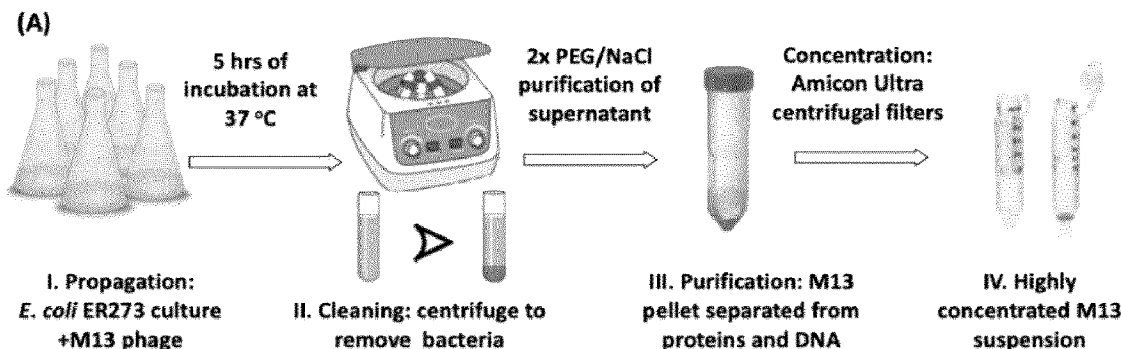 (A)
5 hrs of
incubation at
37 °C
2x PEG/NaCl
purification of
supernatant
Concentration:
Amicon Ultra
centrifugal filters
I. Propagation:
E. coli ER273 culture
+M13 phage
II. Cleaning: centrifuge to
remove bacteria
III. Purification: M13
pellet separated from
proteins and DNA
IV. Highly
concentrated M13
suspension